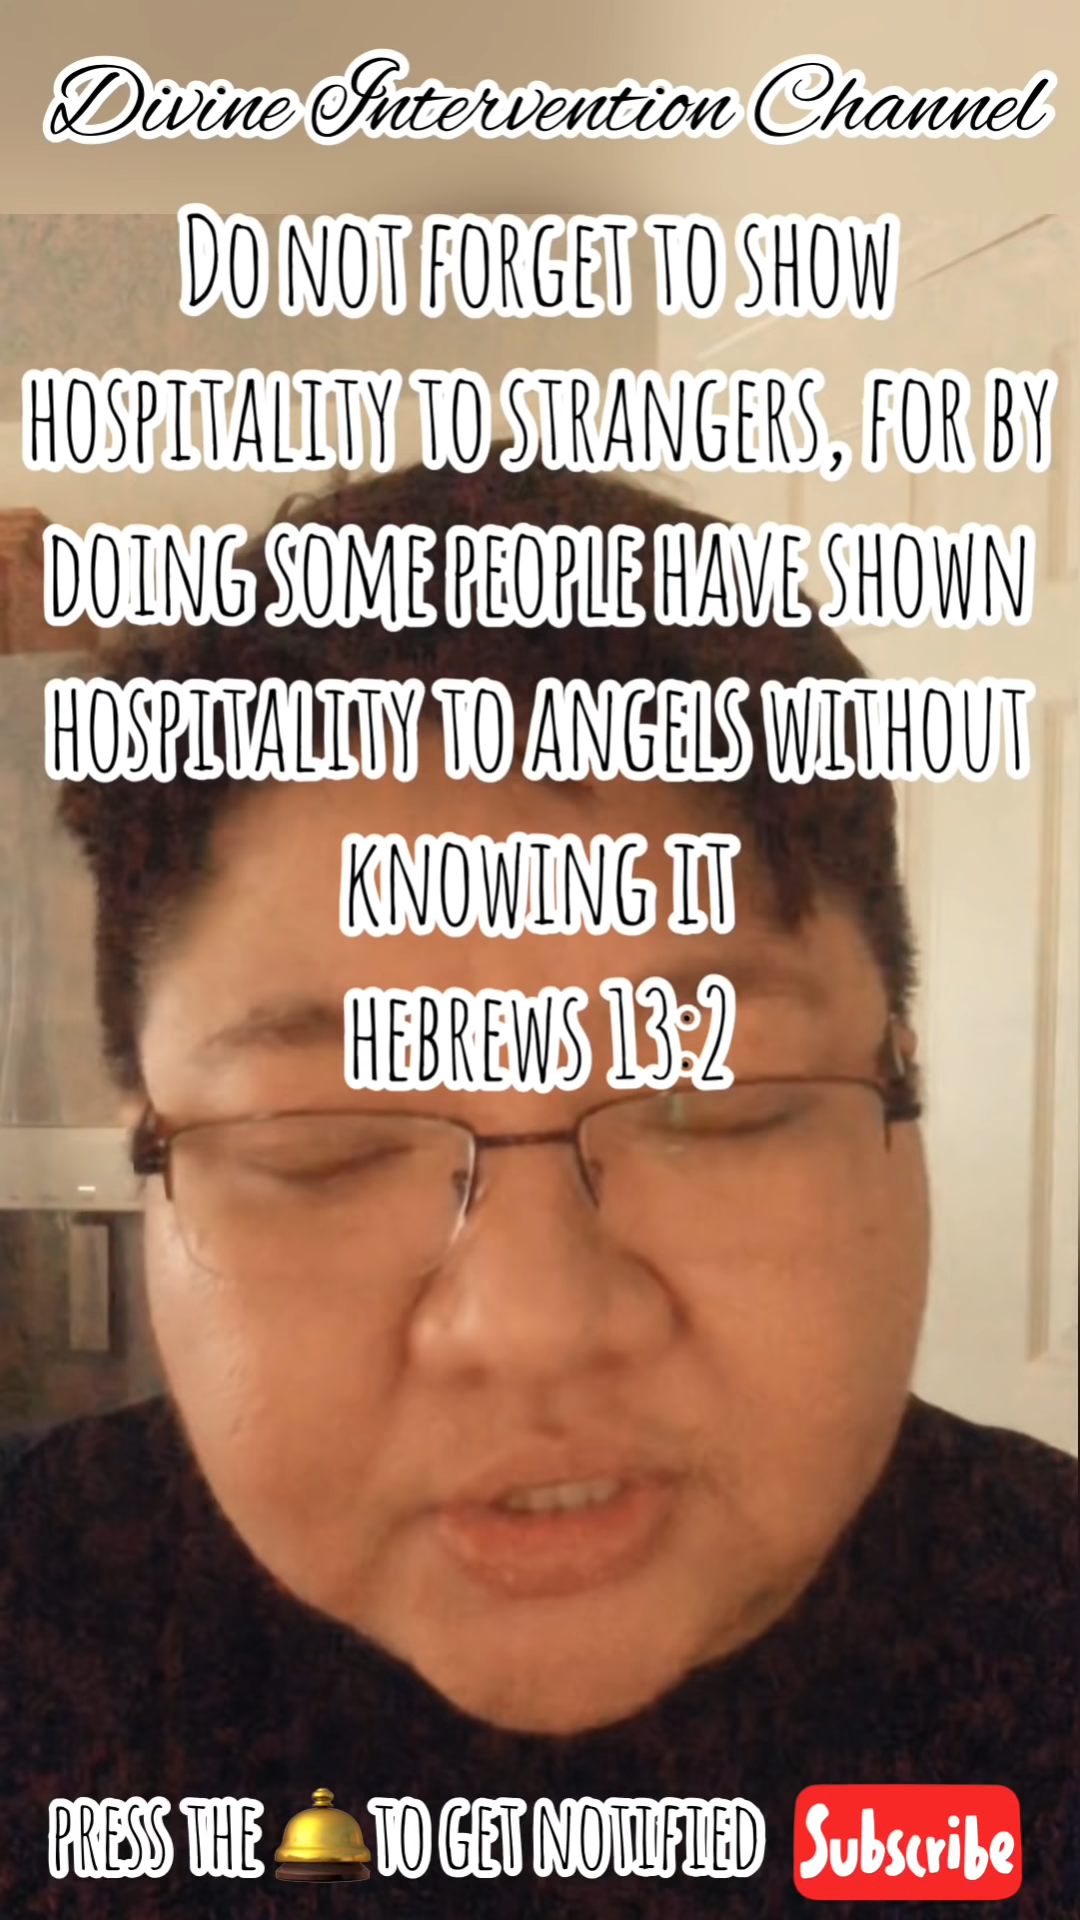 Divine Intervention Channel
Do not forget to show
hospitality to strangers, for by
doing some people have shown
hospitality to angels without
knowing it
Hebrews 13:2
press the 🛎️ to get notified Subscribe